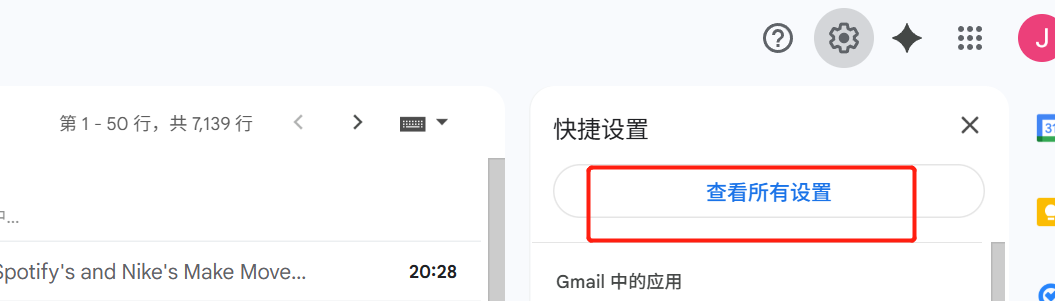 J
第 1 - 50 行，共 7,139 行
快捷设置
31
查看所有设置
中...
Spotify's and Nike's Make Move...
20:28
Gmail 中的应用